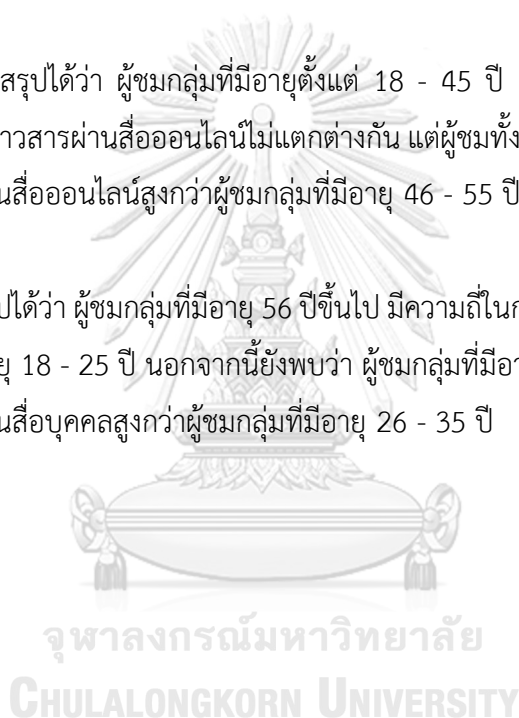 สรุปได้ว่า ผู้ชมกลุ่มที่มีอายุตั้งแต่ 18 - 45 ปี
าวสารผ่านสื่อออนไลน์ไม่แตกต่างกัน แต่ผู้ชมทั้ง
นสื่อออนไลน์สูงกว่าผู้ชมกลุ่มที่มีอายุ 46 - 55 ปี
ปได้ว่า ผู้ชมกลุ่มที่มีอายุ 56 ปีขึ้นไป มีความถี่ในก
ยุ 18 - 25 ปี นอกจากนี้ยังพบว่า ผู้ชมกลุ่มที่มีอา
นสื่อบุคคลสูงกว่าผู้ชมกลุ่มที่มีอายุ 26 - 35 ปี
จุฬาลงกรณ์มหาวิทยาลัย
CHULALONGKORN UNIVERSITY